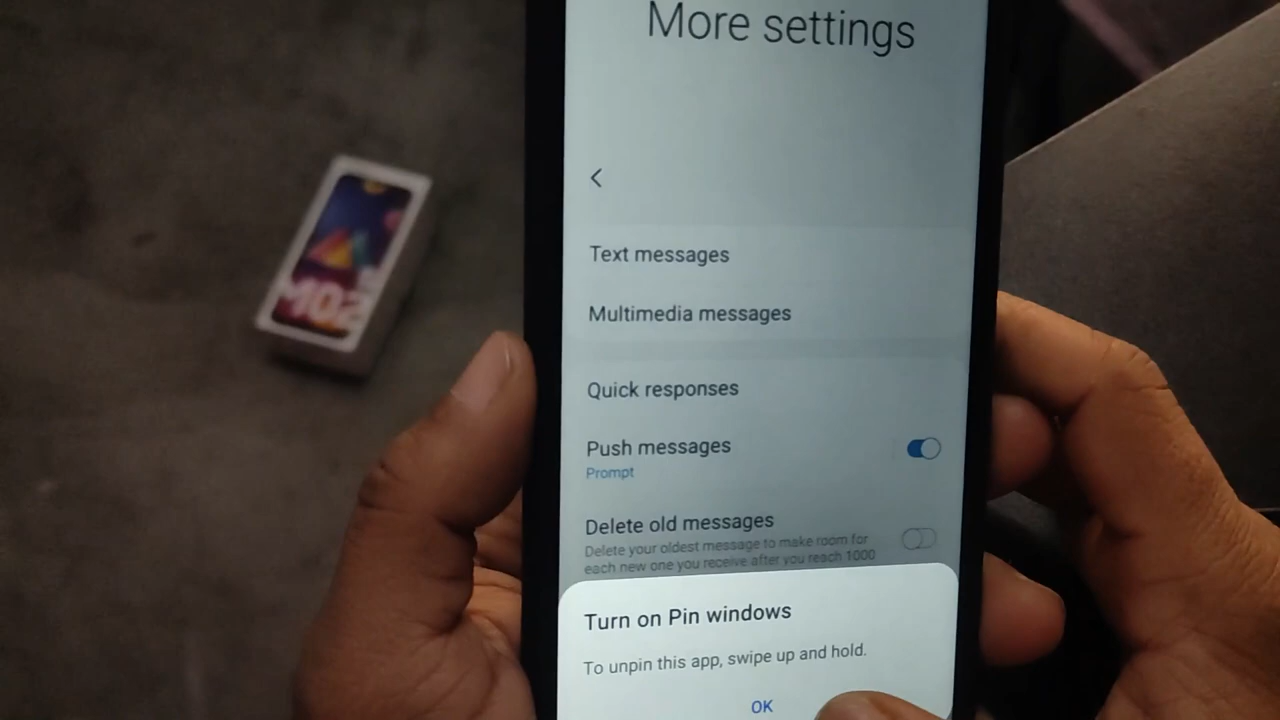 More settings
Text messages
Multimedia messages
Quick responses
Push messages
Prompt
Delete old messages
Delete your oldest message to make room for
each new one you receive after you reach 1000
Turn on Pin windows
To unpin this app, swipe up and hold.
OK
M02